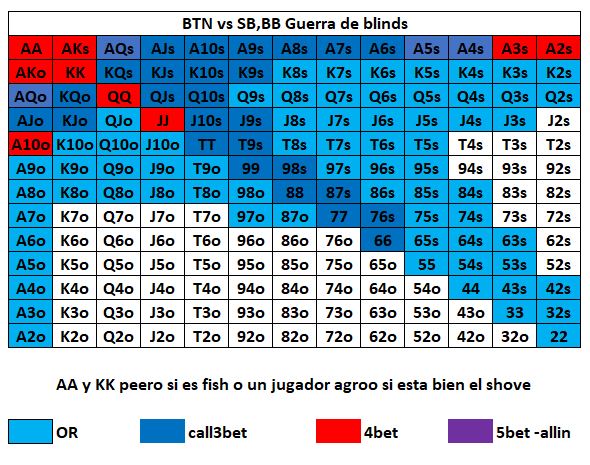 BTN vs SB,BB Guerra de blinds
AA AKs AQs AJs A10s A9s A8s A7s A6s A5s A4s A3s A2s
AKo KK KQs KJs K10s K9s K8s K7s K6s K5s K4s K3s K2s
AQo KQo QQ QJs Q10s Q9s Q8s Q7s Q6s Q5s Q4s Q3s Q2s
AJo KJo QJo JJ J10s J9s J8s J7s J6s J5s J4s J3s J2s
A10o K10o Q10o J10o TT T9s T8s T7s T6s T5s T4s T3s T2s
A9o K9o Q9o J9o T9o 99 98s 97s 96s 95s 94s 93s 92s
A8o K8o Q8o J8o T8o 98o 88 87s 86s 85s 84s 83s 82s
A7o K7o Q7o J7o T7o 97o 87o 77 76s 75s 74s 73s 72s
A6o K6o Q6o J6o T6o 96o 86o 76o 66 65s 64s 63s 62s
A5o K5o Q5o J5o T5o 95o 85o 75o 65o 55 54s 53s 52s
A4o K4o Q4o J4o T4o 94o 84o 74o 64o 54o 44 43s 42s
A3o K3o Q3o J3o T3o 93o 83o 73o 63o 53o 43o 33 32s
A2o K2o Q2o J2o T2o 92o 82o 72o 62o 52o 42o 32o 22
AA y KK peero si es fish o un jugador agroo si esta bien el shove
OR call3bet 4bet 5bet -allin